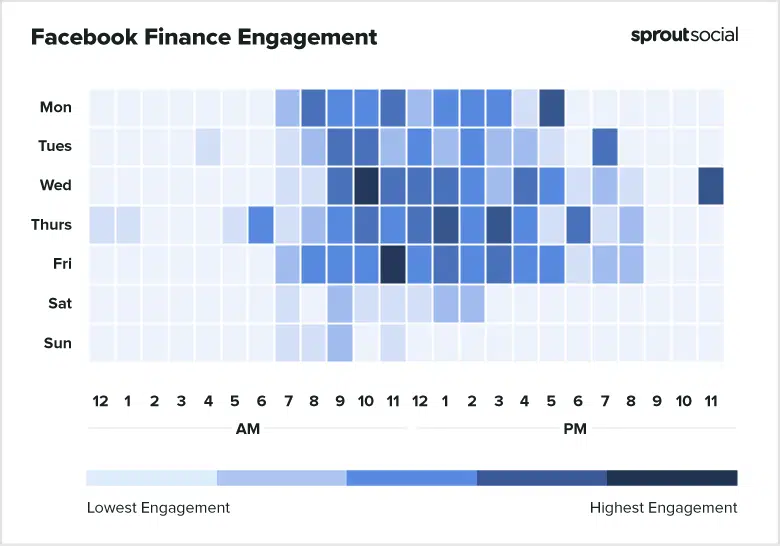 Facebook Finance Engagement
sproutsocial
Mon
Tues
Wed
Thurs
Fri
Sat
Sun
12 1 2 3 4 5 6 7 8 9 10 11 12 1 2 3 4 5 6 7 8 9 10 11
AM PM
Lowest Engagement Highest Engagement